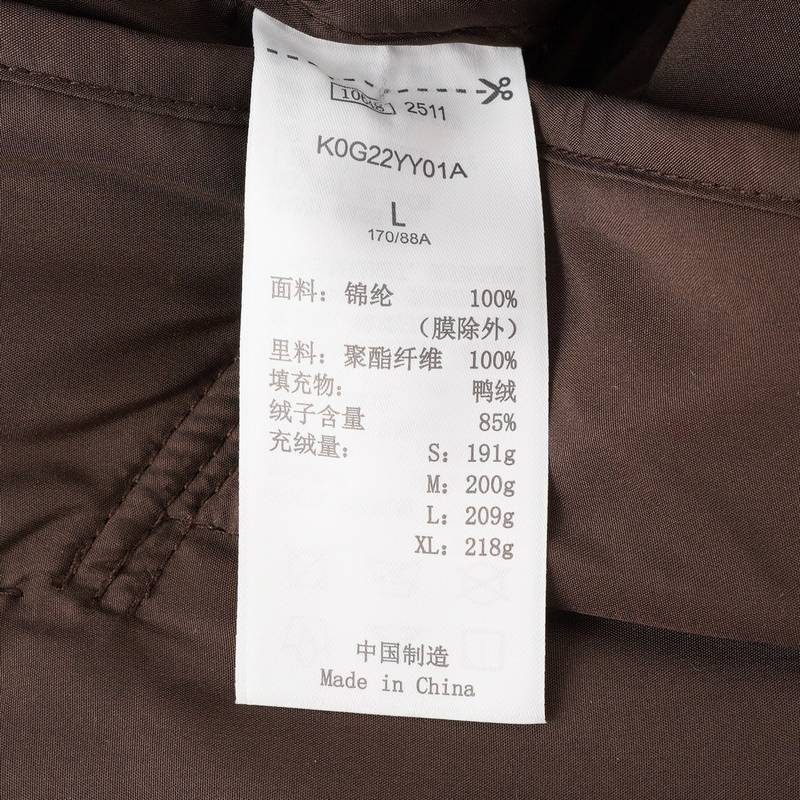 2511
K0G22YY01A
L
170/88A
面料：锦纶 100%
（膜除外）
里料：聚酯纤维 100%
填充物： 鸭绒
绒子含量 85%
充绒量： S：191g
M：200g
L：209g
XL：218g
中国制造
Made in China